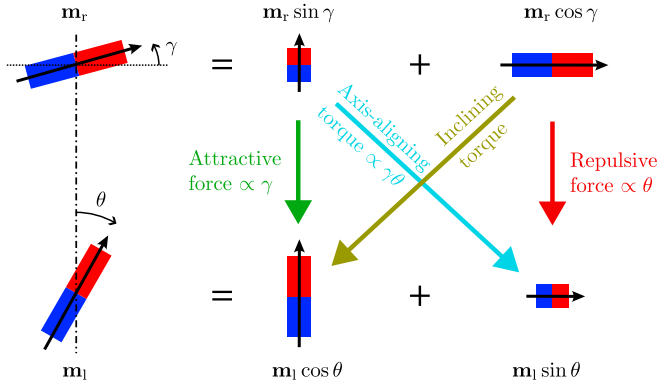 m_r
m_r sin γ
m_r cos γ
γ
=
+
Axis-aligning
torque ∝ γθ
Inclining
torque
Attractive
force ∝ γ
Repulsive
force ∝ θ
θ
=
+
m_l
m_l cos θ
m_l sin θ